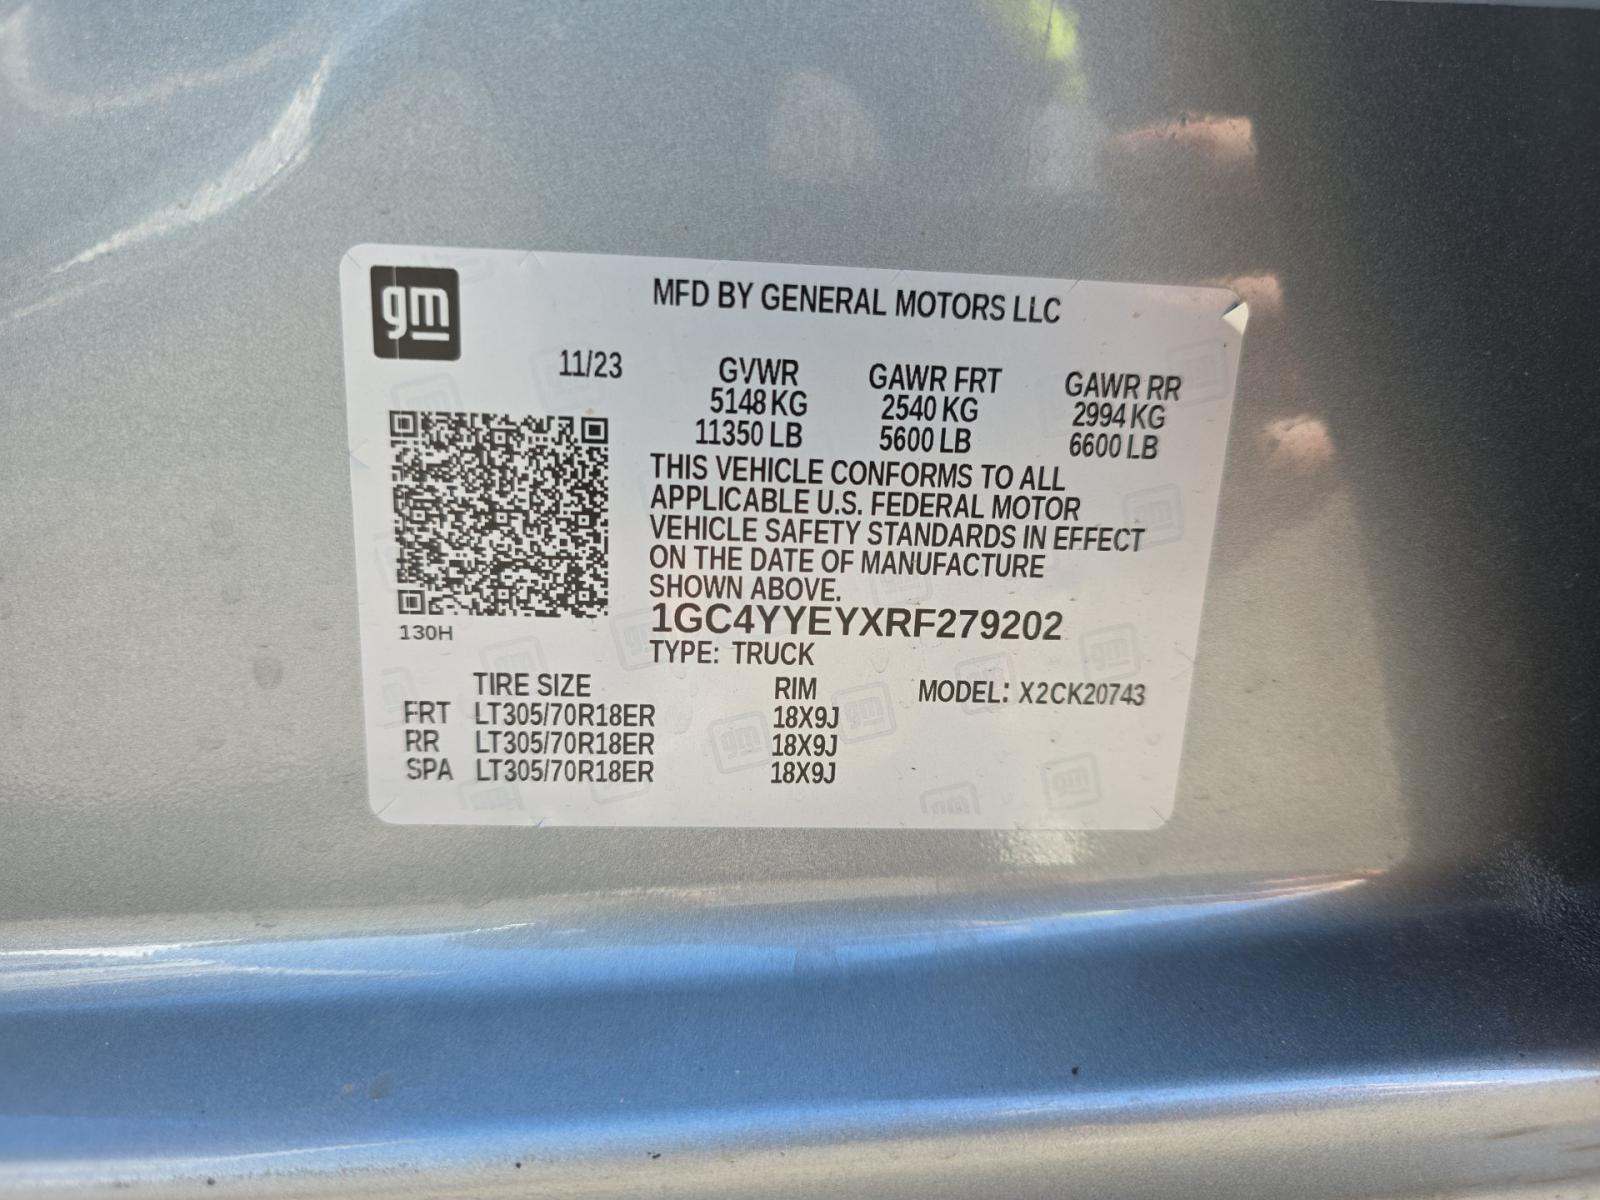 gm
MFD BY GENERAL MOTORS LLC
11/23 GVWR GAWR FRT GAWR RR
5148 KG 2540 KG 2994 KG
11350 LB 5600 LB 6600 LB
THIS VEHICLE CONFORMS TO ALL
APPLICABLE U.S. FEDERAL MOTOR
VEHICLE SAFETY STANDARDS IN EFFECT
ON THE DATE OF MANUFACTURE
SHOWN ABOVE.
1GC4YYEYXRF279202
130H
TYPE: TRUCK
TIRE SIZE RIM MODEL: X2CK20743
FRT LT305/70R18ER 18X9J
RR LT305/70R18ER 18X9J
SPA LT305/70R18ER 18X9J